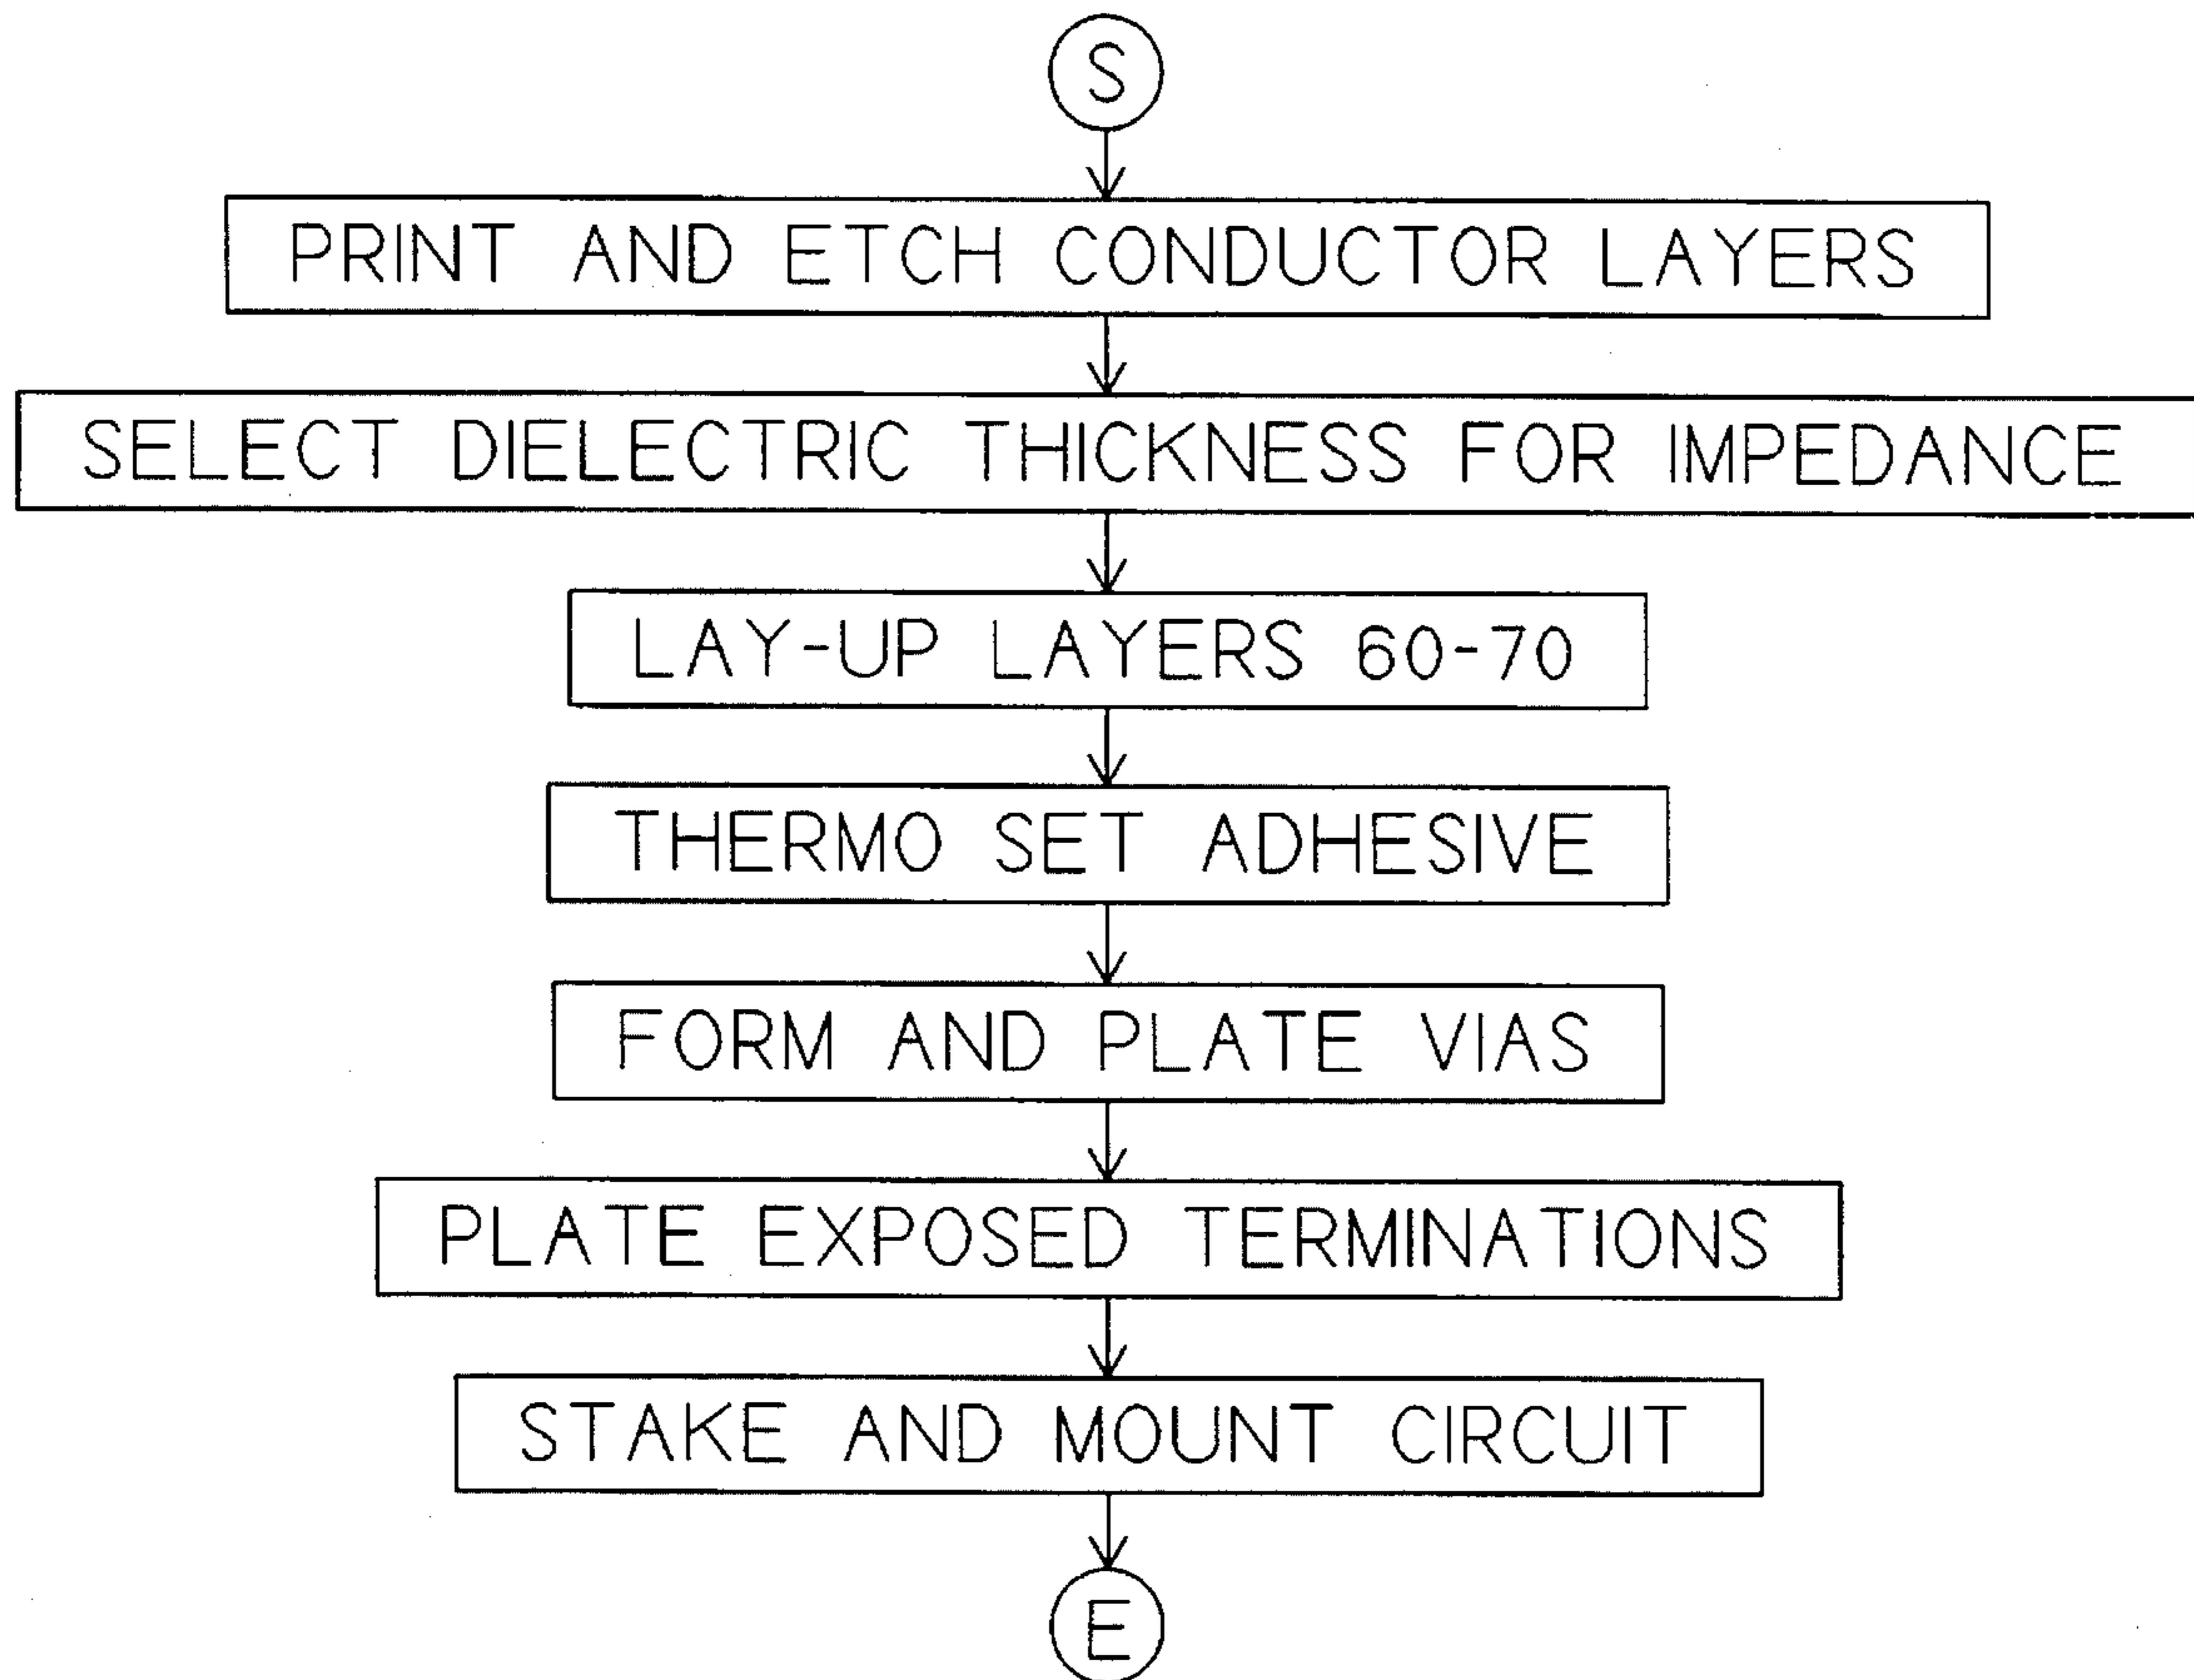 S
PRINT AND ETCH CONDUCTOR LAYERS
SELECT DIELECTRIC THICKNESS FOR IMPEDANCE
LAY-UP LAYERS 60-70
THERMO SET ADHESIVE
FORM AND PLATE VIAS
PLATE EXPOSED TERMINATIONS
STAKE AND MOUNT CIRCUIT
E